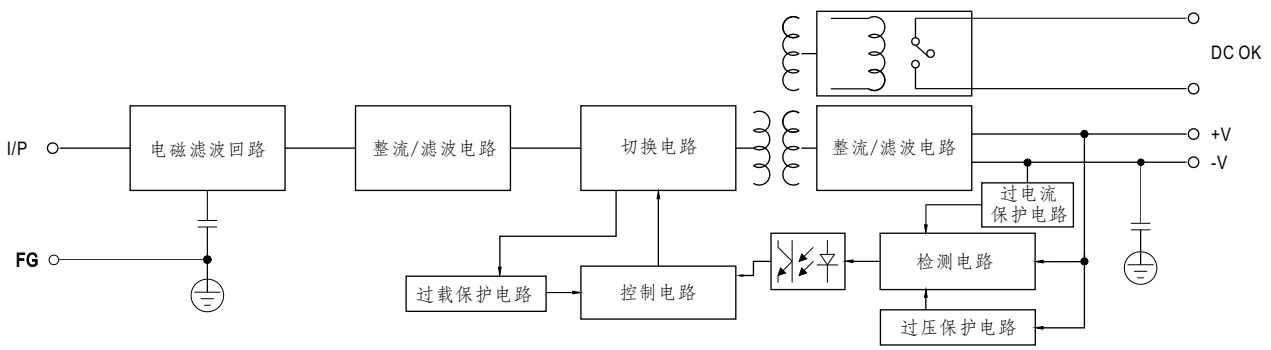 DC OK
I/P
电磁滤波回路
整流/滤波电路
切换电路
整流/滤波电路
+V
-V
过电流
保护电路
FG
过载保护电路
控制电路
检测电路
过压保护电路